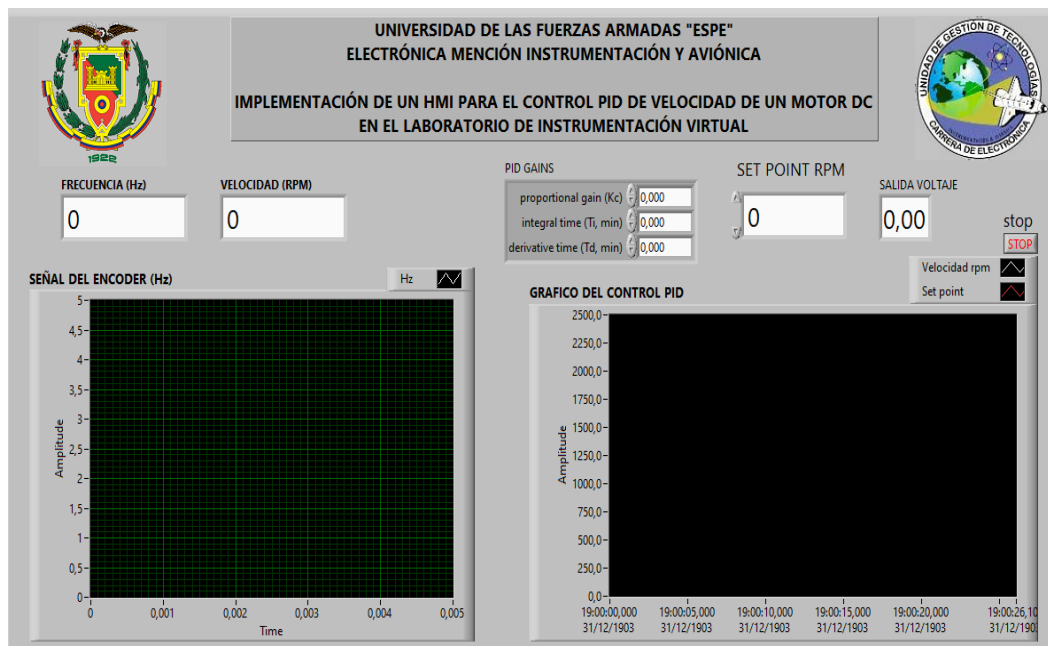 UNIVERSIDAD DE LAS FUERZAS ARMADAS "ESPE"
ELECTRÓNICA MENCIÓN INSTRUMENTACIÓN Y AVIÓNICA
IMPLEMENTACIÓN DE UN HMI PARA EL CONTROL PID DE VELOCIDAD DE UN MOTOR DC
EN EL LABORATORIO DE INSTRUMENTACIÓN VIRTUAL
1922
UNIDAD DE GESTIÓN DE TECNOLOGÍAS
CARRERA DE ELECTRÓNICA
FRECUENCIA (Hz)
0
VELOCIDAD (RPM)
0
PID GAINS
proportional gain (Kc) 0,000
integral time (Ti, min) 0,000
derivative time (Td, min) 0,000
SET POINT RPM
0
SALIDA VOLTAJE
0,00
stop
STOP
SEÑAL DEL ENCODER (Hz)
Hz
Amplitude
5
4,5
4
3,5
3
2,5
2
1,5
1
0,5
0
0 0,001 0,002 0,003 0,004 0,005
Time
GRAFICO DEL CONTROL PID
Velocidad rpm
Set point
Amplitude
2500,0
2250,0
2000,0
1750,0
1500,0
1250,0
1000,0
750,0
500,0
250,0
0,0
19:00:00,000 19:00:05,000 19:00:10,000 19:00:15,000 19:00:20,000 19:00:26,10
31/12/1903 31/12/1903 31/12/1903 31/12/1903 31/12/1903 31/12/190